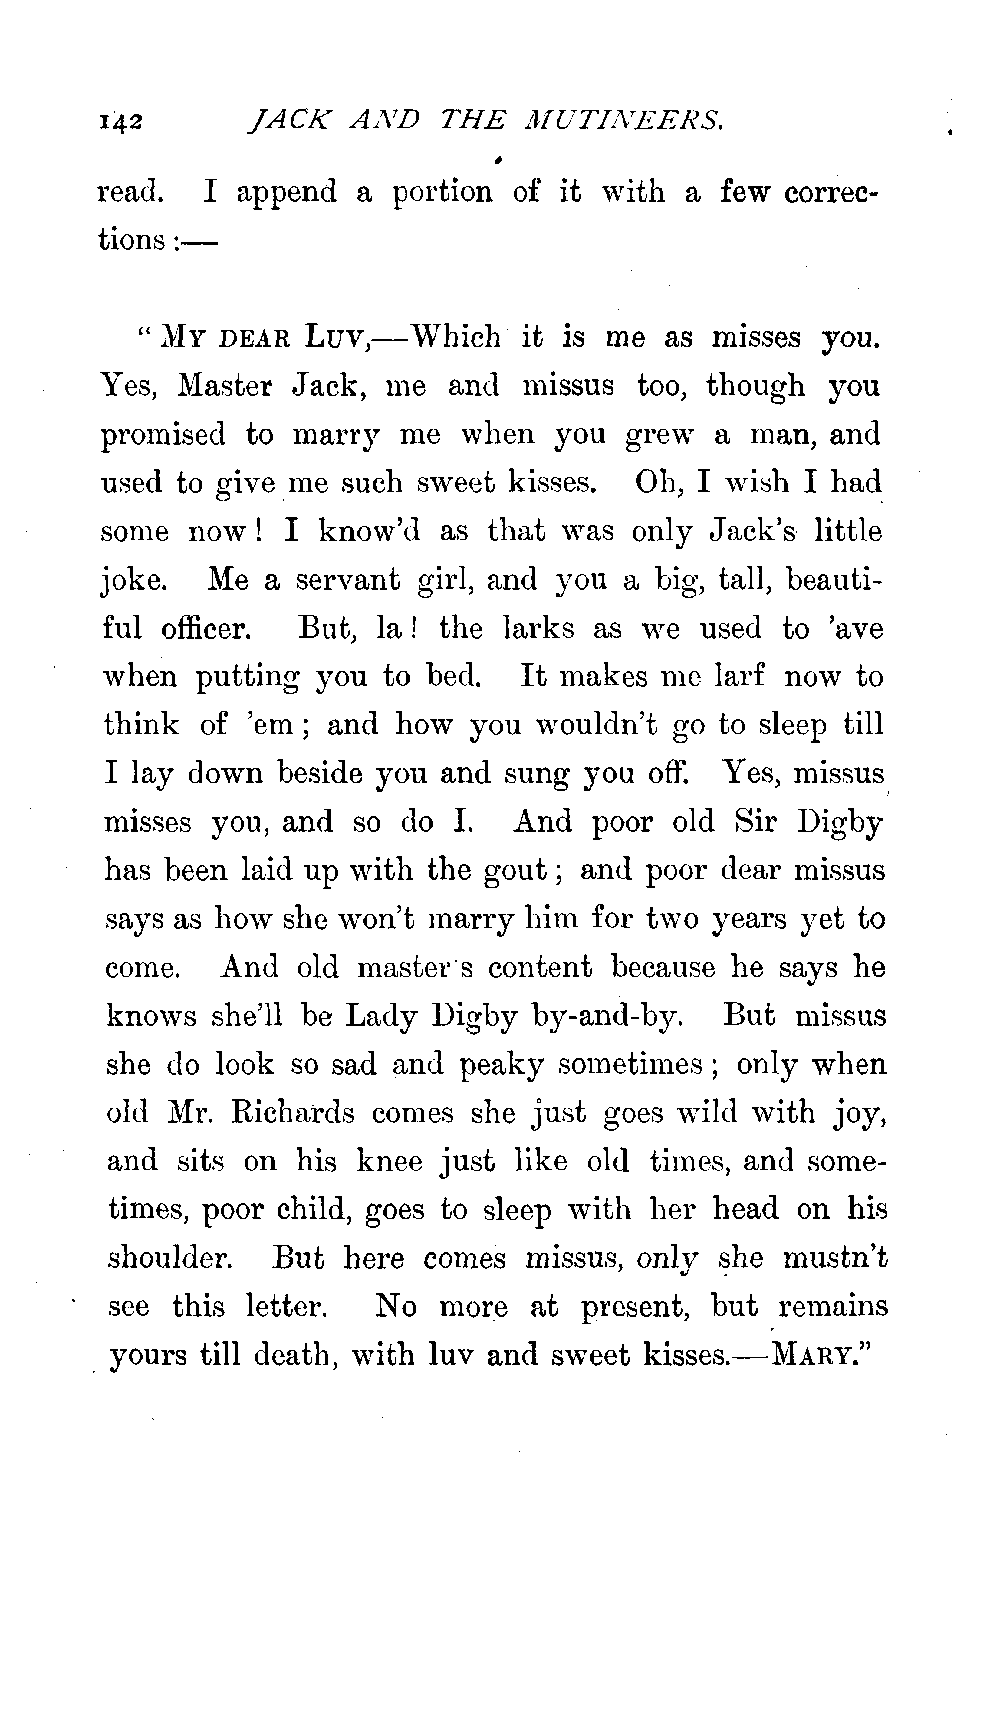 142 JACK AND THE MUTINEERS.
read. I append a portion of it with a few correc-
tions :—
“ MY DEAR LUV,—Which it is me as misses you.
Yes, Master Jack, me and missus too, though you
promised to marry me when you grew a man, and
used to give me such sweet kisses. Oh, I wish I had
some now ! I know’d as that was only Jack’s little
joke. Me a servant girl, and you a big, tall, beauti-
ful officer. But, la ! the larks as we used to ’ave
when putting you to bed. It makes me larf now to
think of ’em ; and how you wouldn’t go to sleep till
I lay down beside you and sung you off. Yes, missus
misses you, and so do I. And poor old Sir Digby
has been laid up with the gout ; and poor dear missus
says as how she won’t marry him for two years yet to
come. And old master's content because he says he
knows she’ll be Lady Digby by-and-by. But missus
she do look so sad and peaky sometimes ; only when
old Mr. Richards comes she just goes wild with joy,
and sits on his knee just like old times, and some-
times, poor child, goes to sleep with her head on his
shoulder. But here comes missus, only she mustn’t
see this letter. No more at present, but remains
yours till death, with luv and sweet kisses.—MARY.”